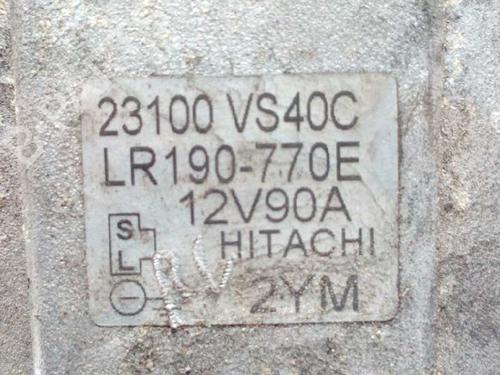 23100 VS40C
LR190-770E
12V90A
S
L
HITACHI
2YM